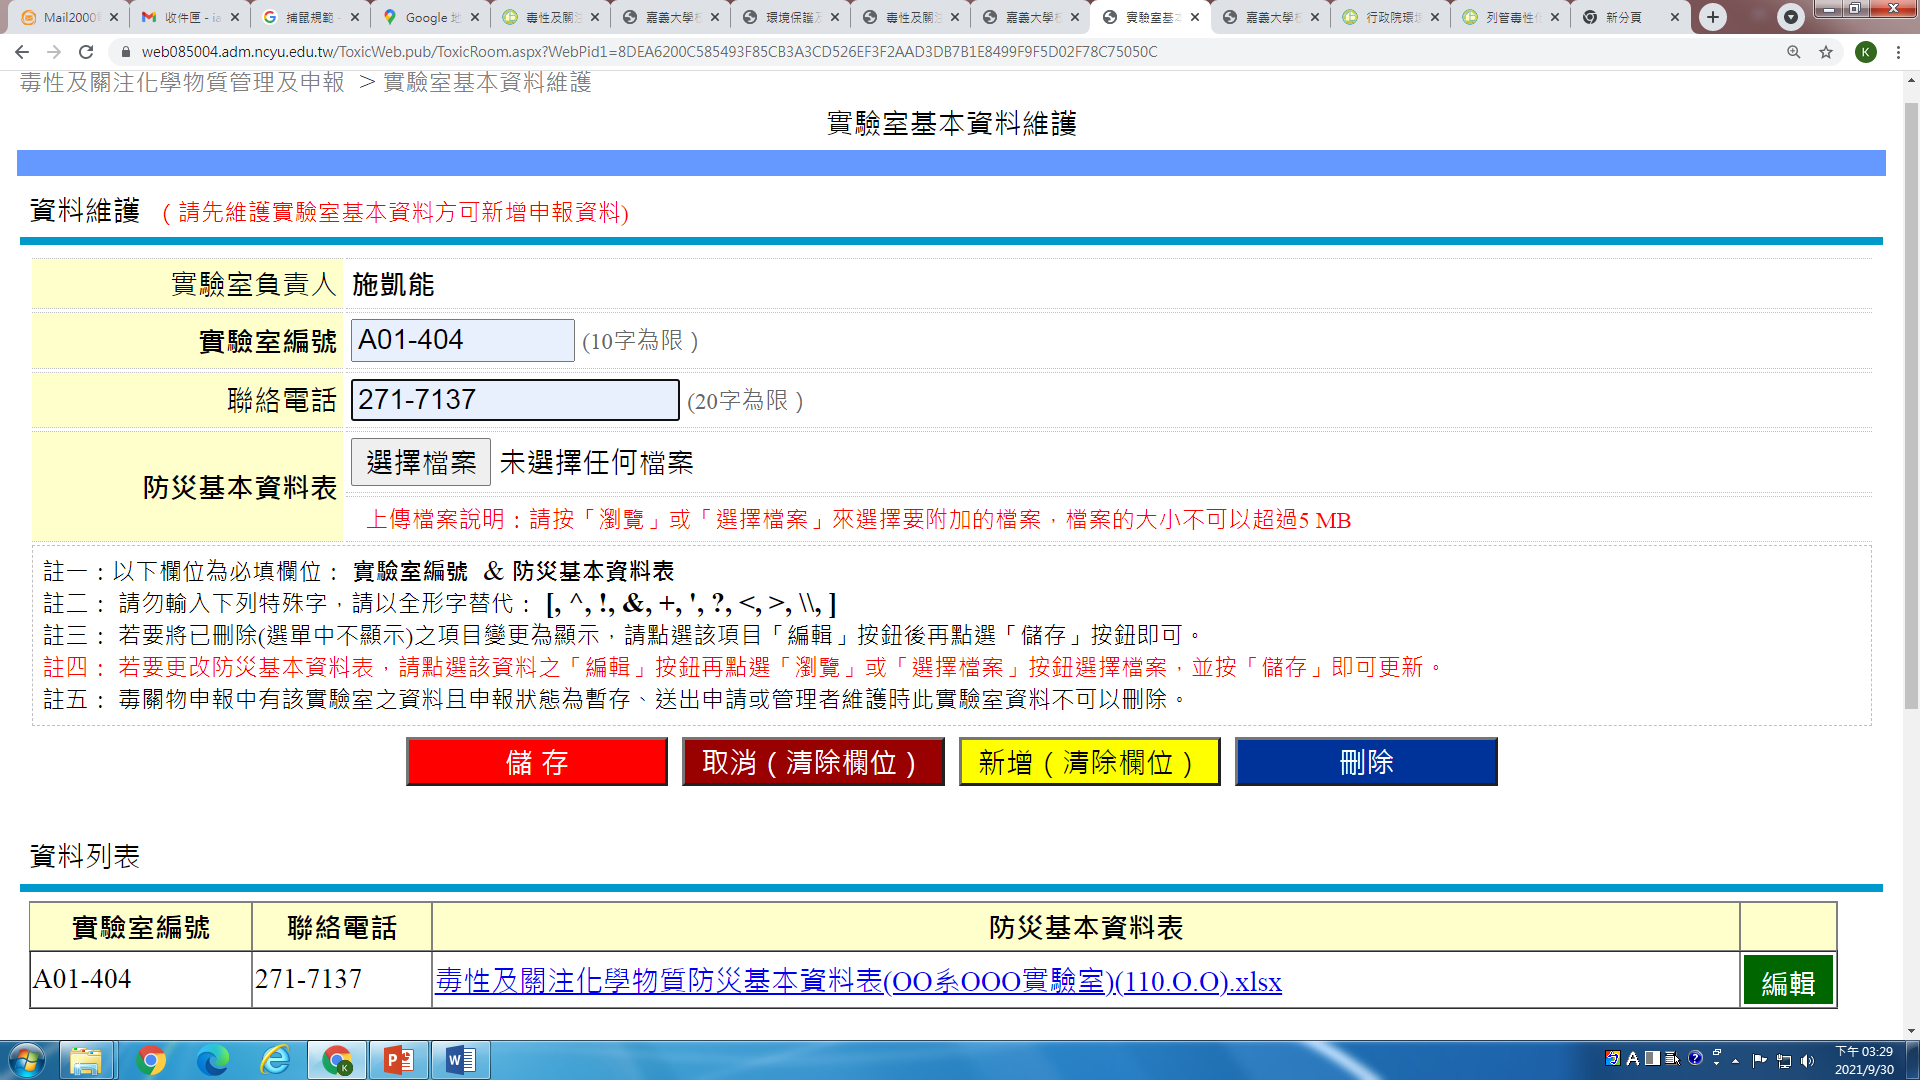 Mail2000
收件匣 - ia
捕鼠規範 -
Google 地
毒性及關注
嘉義大學校
環境保護及
毒性及關注
嘉義大學校
實驗室基本
嘉義大學校
行政院環境
列管毒性化
新分頁
web085004.adm.ncyu.edu.tw/ToxicWeb.pub/ToxicRoom.aspx?WebPid1=8DEA6200C585493F85CB3A3CD526EF3F2AAD3DB7B1E8499F9F5D02F78C75050C
K
毒性及關注化學物質管理及申報 > 實驗室基本資料維護
實驗室基本資料維護
資料維護 (請先維護實驗室基本資料方可新增申報資料)
實驗室負責人 施凱能
實驗室編號 A01-404 (10字為限)
聯絡電話 271-7137 (20字為限)
防災基本資料表 選擇檔案 未選擇任何檔案
上傳檔案說明：請按「瀏覽」或「選擇檔案」來選擇要附加的檔案，檔案的大小不可以超過5 MB
註一：以下欄位為必填欄位： 實驗室編號 & 防災基本資料表
註二： 請勿輸入下列特殊字，請以全形字替代： [, ^, !, &, +, ', ?, <, >, \\, ]
註三： 若要將已刪除(選單中不顯示)之項目變更為顯示，請點選該項目「編輯」按鈕後再點選「儲存」按鈕即可。
註四： 若要更改防災基本資料表，請點選該資料之「編輯」按鈕再點選「瀏覽」或「選擇檔案」按鈕選擇檔案，並按「儲存」即可更新。
註五： 毒關物申報中有該實驗室之資料且申報狀態為暫存、送出申請或管理者維護時此實驗室資料不可以刪除。
儲 存 取消（清除欄位） 新增（清除欄位） 刪除
資料列表
實驗室編號 聯絡電話 防災基本資料表
A01-404 271-7137 毒性及關注化學物質防災基本資料表(OO系OOO實驗室)(110.O.O).xlsx 編輯
下午 03:29
2021/9/30